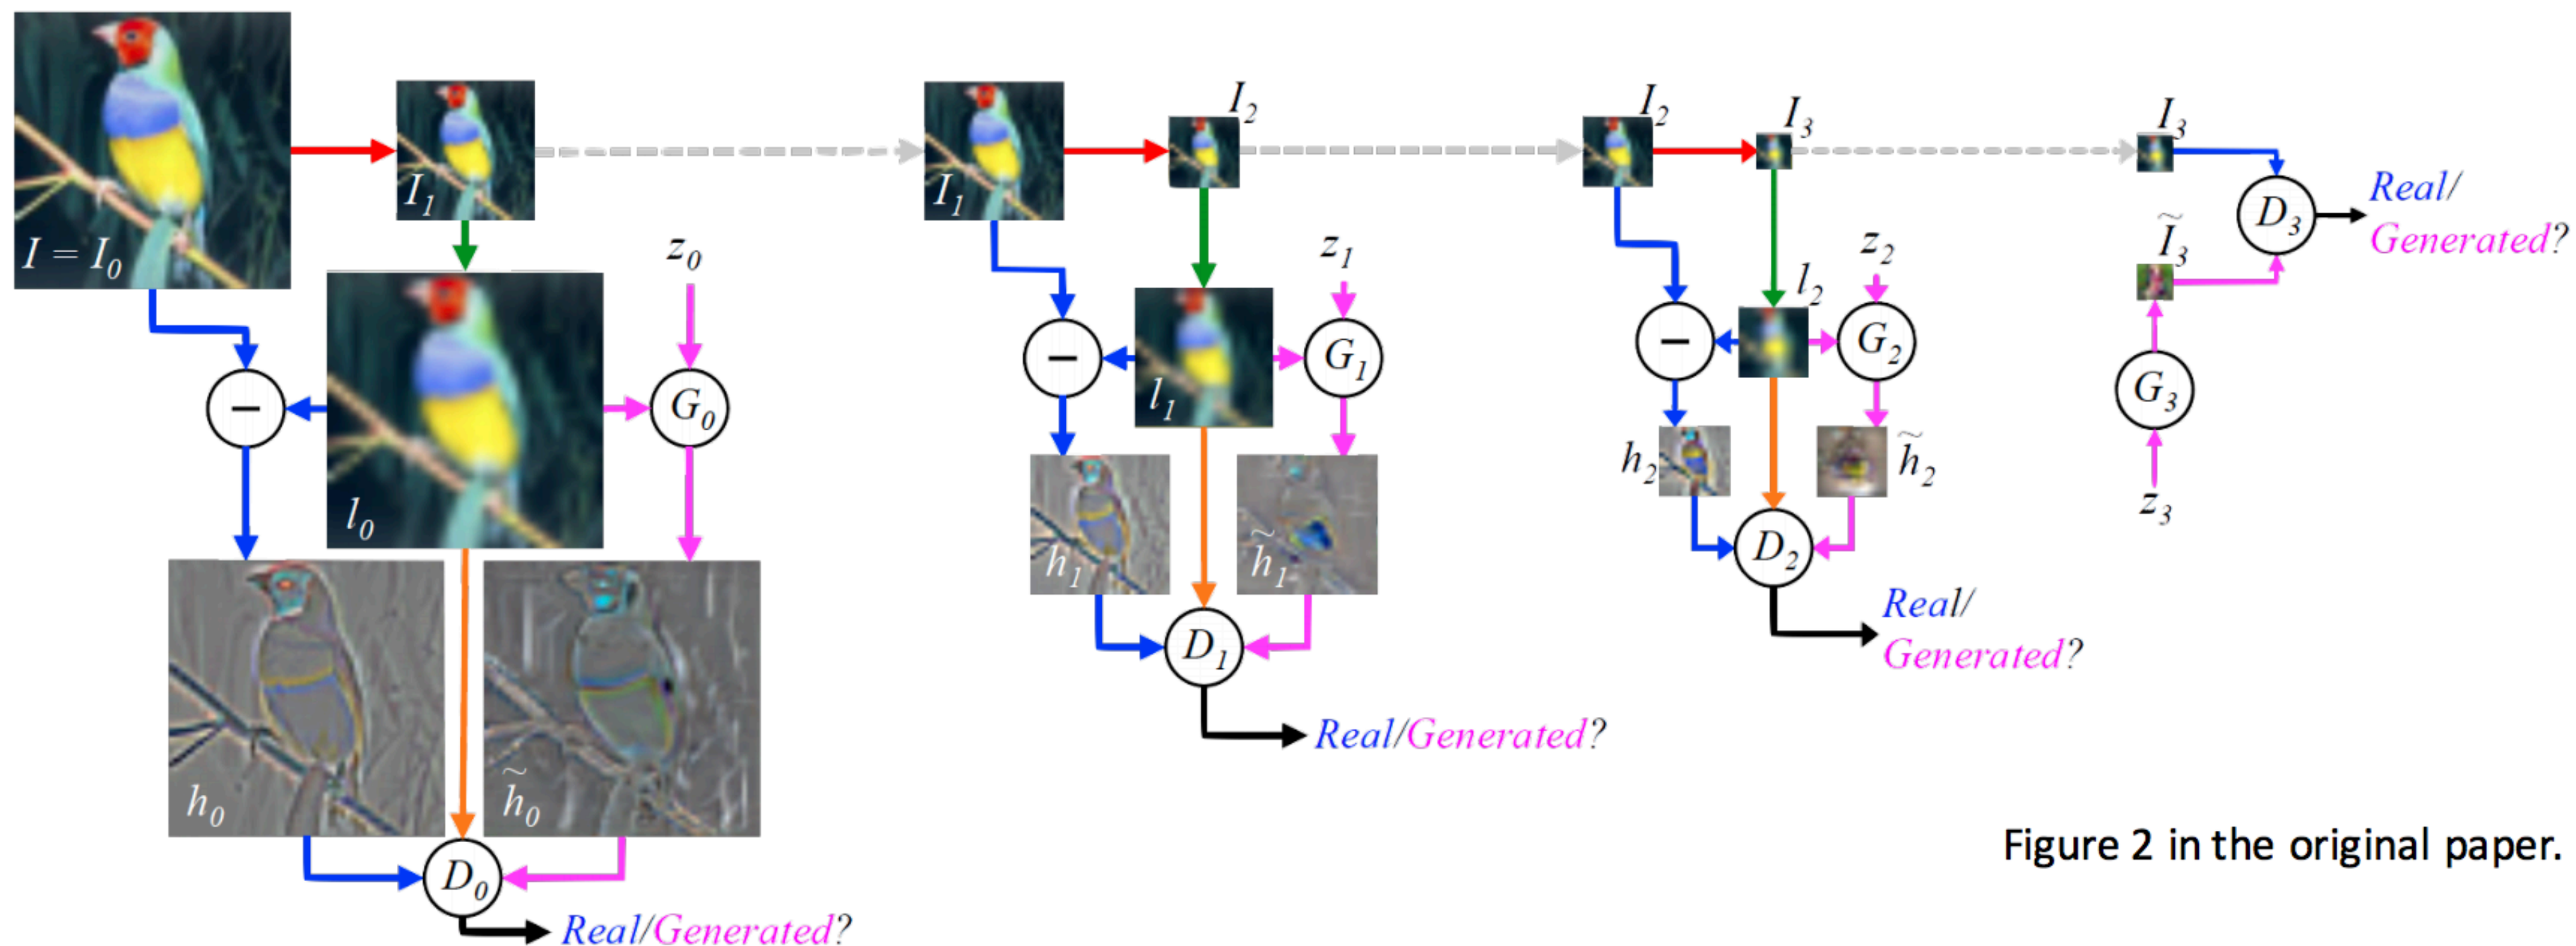 I = I₀
I₁
l₀
z₀
−
G₀
h₀
h̃₀
D₀
Real/Generated?
I₁
I₂
z₁
−
l₁
G₁
h₁
h̃₁
D₁
Real/Generated?
I₂
I₃
z₂
−
l₂
G₂
h₂
h̃₂
D₂
Real/
Generated?
I₃
D₃
Real/
Generated?
Ĩ₃
G₃
z₃
Figure 2 in the original paper.